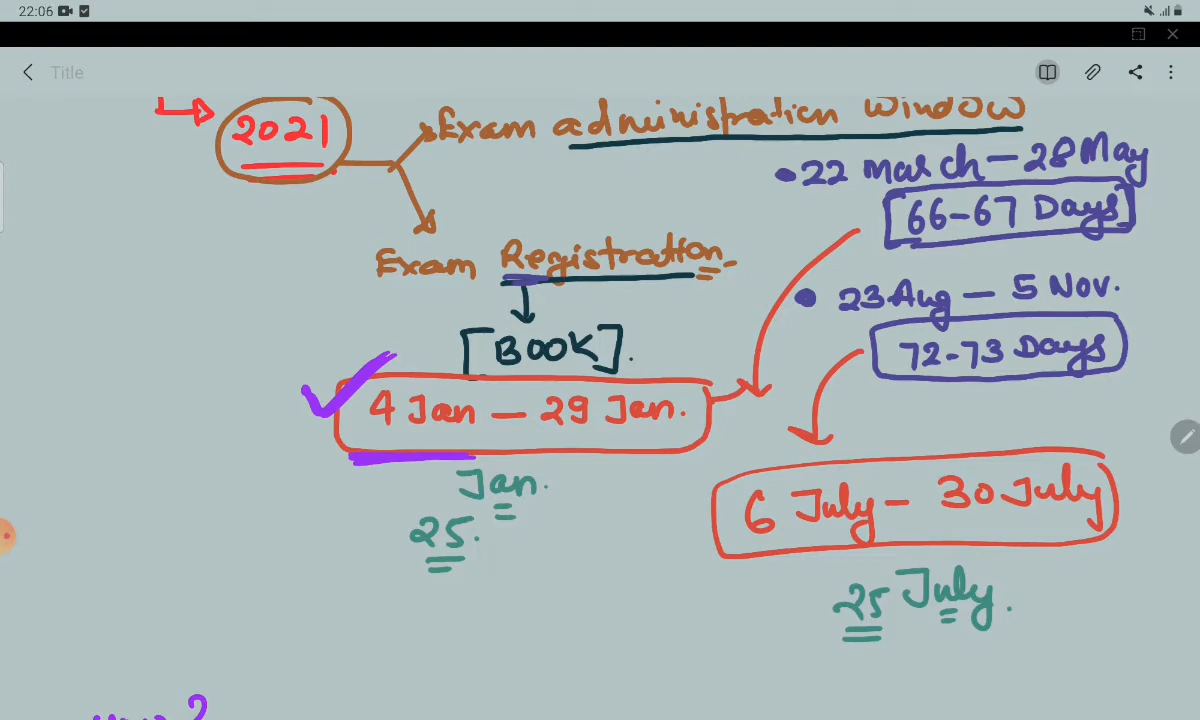 22:06
Title
2021
Exam administration window
• 22 March - 28 May
[66-67 Days]
Exam Registration
• 23 Aug - 5 Nov.
72-73 Days
[BOOK].
4 Jan - 29 Jan.
Jan.
25.
6 July - 30 July
25 July.